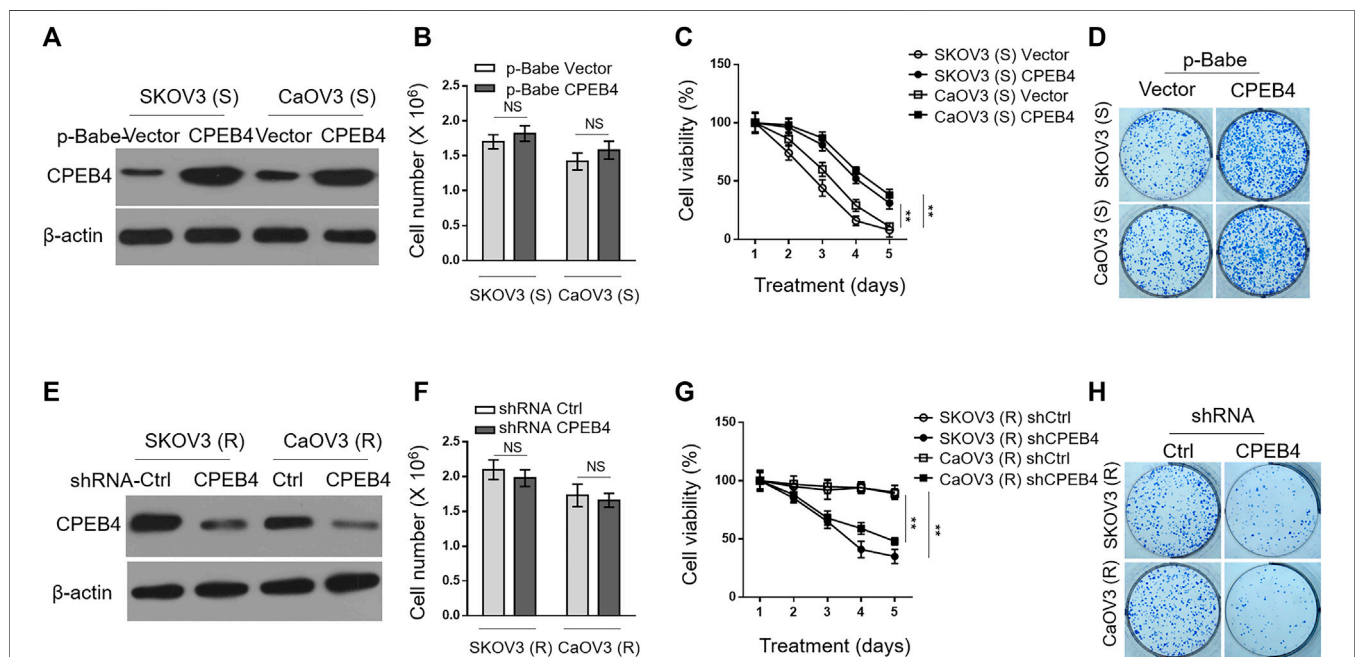 A
SKOV3 (S) CaOV3 (S)
p-Babe-Vector CPEB4 Vector CPEB4
CPEB4
β-actin
B
p-Babe Vector
p-Babe CPEB4
Cell number (X 10⁶)
2.5
2.0
1.5
1.0
0.0
NS
NS
SKOV3 (S) CaOV3 (S)
C
SKOV3 (S) Vector
SKOV3 (S) CPEB4
CaOV3 (S) Vector
CaOV3 (S) CPEB4
Cell viability (%)
150
100
50
0
1 2 3 4 5
Treatment (days)
**
**
D
p-Babe
Vector CPEB4
SKOV3 (S)
CaOV3 (S)
E
SKOV3 (R) CaOV3 (R)
shRNA-Ctrl CPEB4 Ctrl CPEB4
CPEB4
β-actin
F
shRNA Ctrl
shRNA CPEB4
Cell number (X 10⁶)
2.5
2.0
1.5
1.0
0.0
NS
NS
SKOV3 (R) CaOV3 (R)
G
SKOV3 (R) shCtrl
SKOV3 (R) shCPEB4
CaOV3 (R) shCtrl
CaOV3 (R) shCPEB4
Cell viability (%)
150
100
50
0
1 2 3 4 5
Treatment (days)
**
**
H
shRNA
Ctrl CPEB4
SKOV3 (R)
CaOV3 (R)